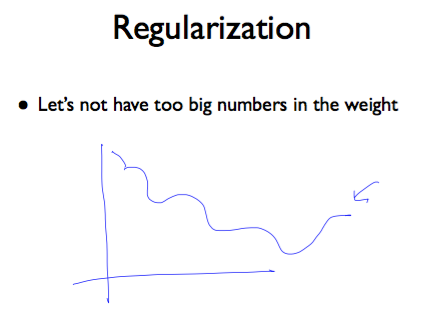 Regularization
● Let's not have too big numbers in the weight